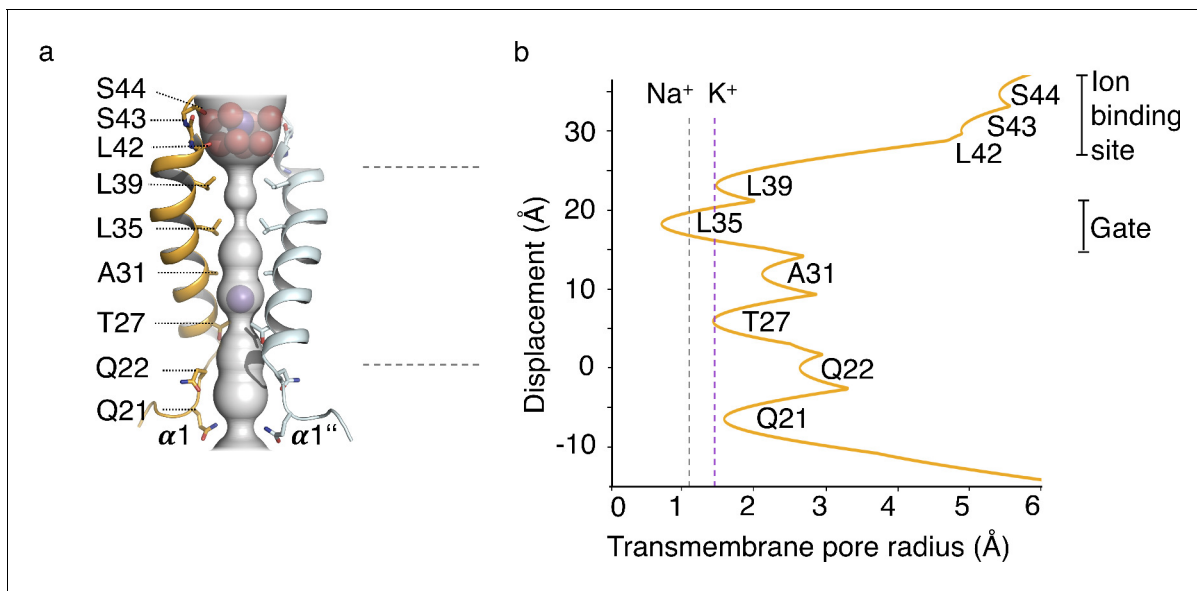 a
S44
S43
L42
L39
L35
A31
T27
Q22
Q21
α1
α1“
b
Na⁺
K⁺
S44
S43
L42
L39
L35
A31
T27
Q22
Q21
Ion
binding
site
Gate
Displacement (Å)
30
20
10
0
-10
0 1 2 3 4 5 6
Transmembrane pore radius (Å)